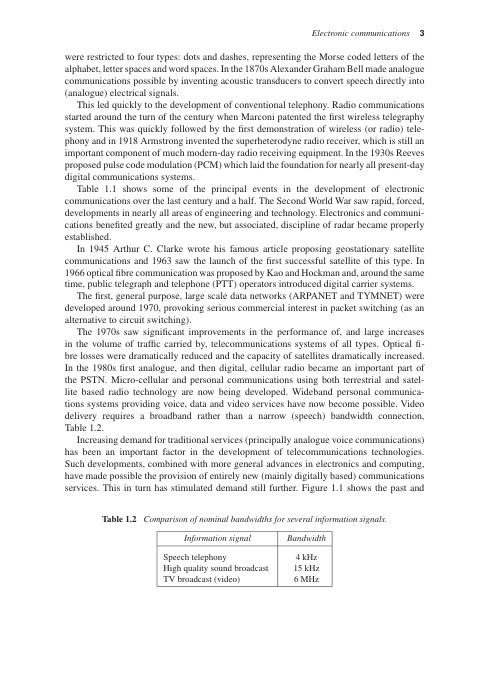 Electronic communications 3
were restricted to four types: dots and dashes, representing the Morse coded letters of the
alphabet, letter spaces and word spaces. In the 1870s Alexander Graham Bell made analogue
communications possible by inventing acoustic transducers to convert speech directly into
(analogue) electrical signals.
This led quickly to the development of conventional telephony. Radio communications
started around the turn of the century when Marconi patented the first wireless telegraphy
system. This was quickly followed by the first demonstration of wireless (or radio) tele-
phony and in 1918 Armstrong invented the superheterodyne radio receiver, which is still an
important component of much modern-day radio receiving equipment. In the 1930s Reeves
proposed pulse code modulation (PCM) which laid the foundation for nearly all present-day
digital communications systems.
Table 1.1 shows some of the principal events in the development of electronic
communications over the last century and a half. The Second World War saw rapid, forced,
developments in nearly all areas of engineering and technology. Electronics and communi-
cations benefited greatly and the new, but associated, discipline of radar became properly
established.
In 1945 Arthur C. Clarke wrote his famous article proposing geostationary satellite
communications and 1963 saw the launch of the first successful satellite of this type. In
1966 optical fibre communication was proposed by Kao and Hockman and, around the same
time, public telegraph and telephone (PTT) operators introduced digital carrier systems.
The first, general purpose, large scale data networks (ARPANET and TYMNET) were
developed around 1970, provoking serious commercial interest in packet switching (as an
alternative to circuit switching).
The 1970s saw significant improvements in the performance of, and large increases
in the volume of traffic carried by, telecommunications systems of all types. Optical fi-
bre losses were dramatically reduced and the capacity of satellites dramatically increased.
In the 1980s first analogue, and then digital, cellular radio became an important part of
the PSTN. Micro-cellular and personal communications using both terrestrial and satel-
lite based radio technology are now being developed. Wideband personal communica-
tions systems providing voice, data and video services have now become possible. Video
delivery requires a broadband rather than a narrow (speech) bandwidth connection,
Table 1.2.
Increasing demand for traditional services (principally analogue voice communications)
has been an important factor in the development of telecommunications technologies.
Such developments, combined with more general advances in electronics and computing,
have made possible the provision of entirely new (mainly digitally based) communications
services. This in turn has stimulated demand still further. Figure 1.1 shows the past and
Table 1.2 Comparison of nominal bandwidths for several information signals.
Information signal Bandwidth
Speech telephony 4 kHz
High quality sound broadcast 15 kHz
TV broadcast (video) 6 MHz